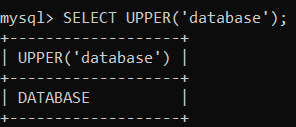 mysql> SELECT UPPER('database');
+-------------------+
| UPPER('database') |
+-------------------+
| DATABASE          |